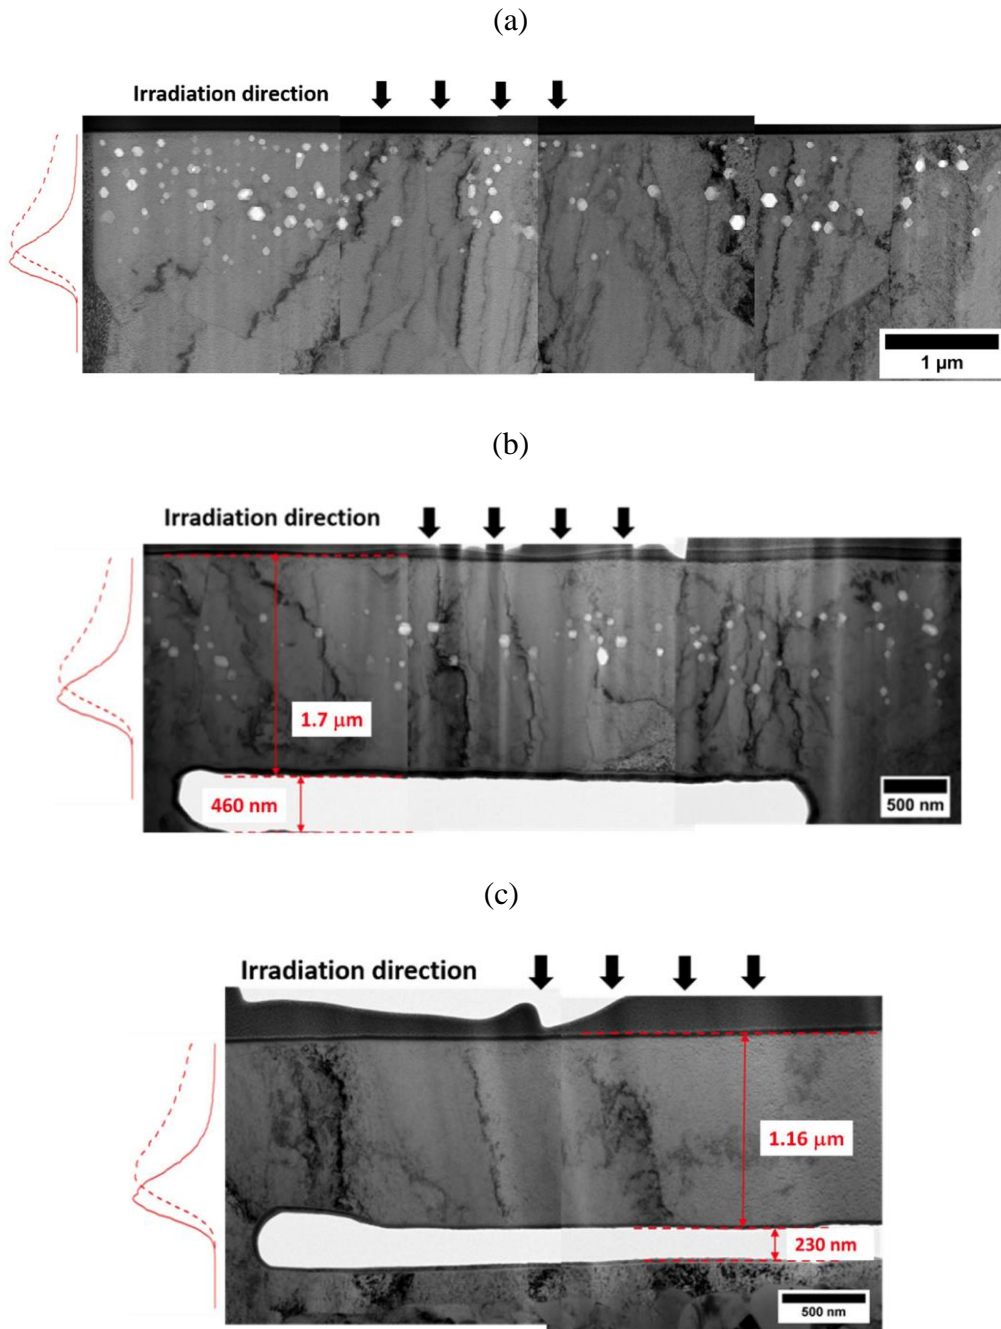 (a)
Irradiation direction
1 µm
(b)
Irradiation direction
1.7 µm
460 nm
500 nm
(c)
Irradiation direction
1.16 µm
230 nm
500 nm